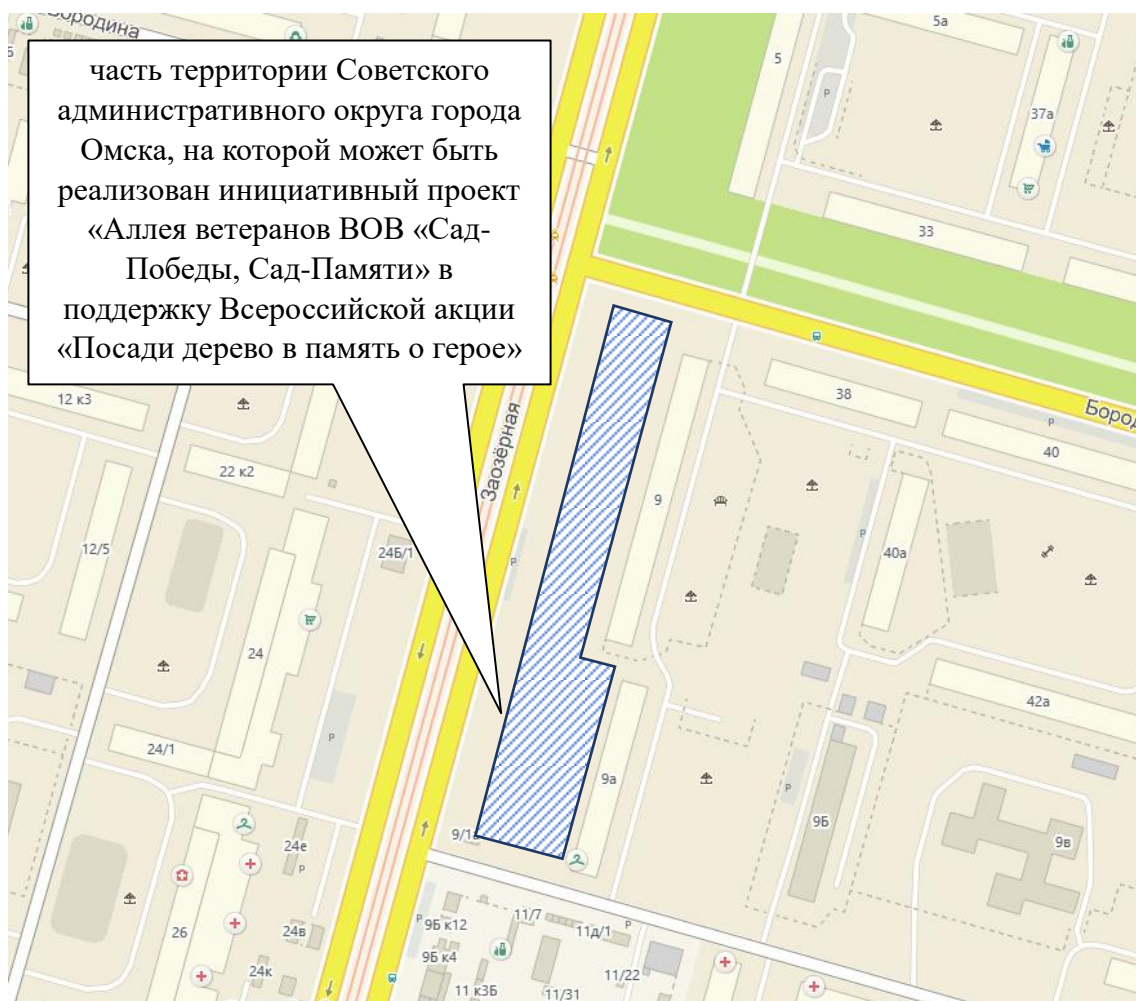 Бородина
5а
5
37а
часть территории Советского
административного округа города
Омска, на которой может быть
реализован инициативный проект
«Аллея ветеранов ВОВ «Сад-
Победы, Сад-Памяти» в
поддержку Всероссийской акции
«Посади дерево в память о герое»
P
33
12 к3
38
Бород
P
40
22 к2
Заозёрная
9
12/5
24Б/1
P
P
40а
24
42а
24/1
P
9а
P
9Б
9/1а
9в
24е
P
26
24в
P
9Б к12
11/7
11д/1
P
9Б к4
24к
11 к3Б
11/31
11/22